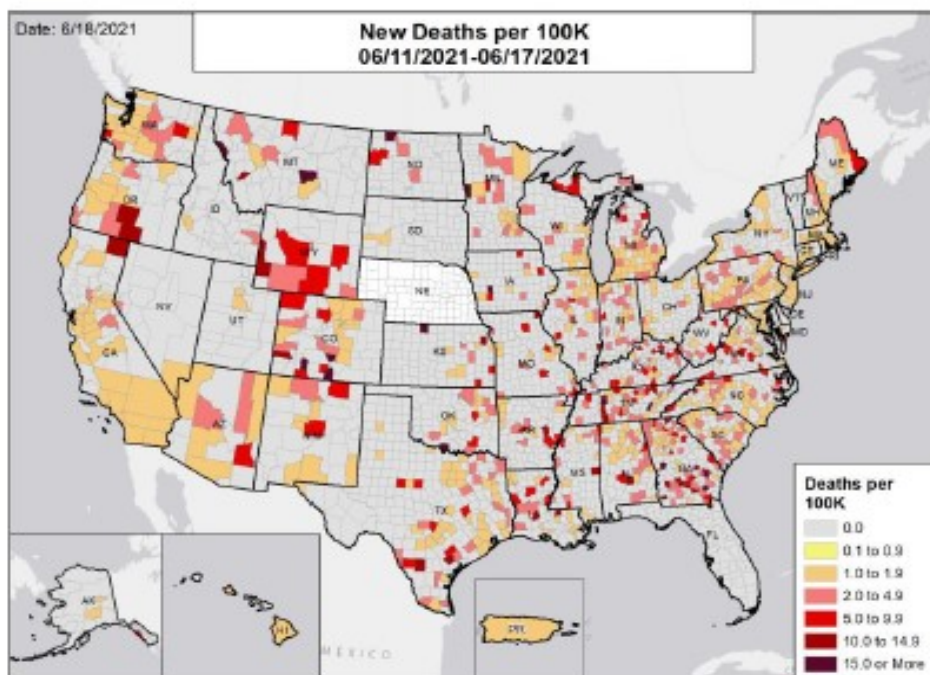 Date: 6/18/2021
New Deaths per 100K
06/11/2021-06/17/2021
WA
MT
ND
MN
ME
OR
ID
SD
WI
MI
VT
NH
NY
MA
WY
NE
IA
PA
NJ
NV
UT
CO
IN
OH
DE
MD
WV
CA
KS
MO
KY
VA
AZ
OK
AR
TN
NC
SC
TX
MS
AL
GA
LA
FL
AK
HI
PR
MEXICO
Deaths per
100K
0.0
0.1 to 0.9
1.0 to 1.9
2.0 to 4.9
5.0 to 9.9
10.0 to 14.9
15.0 or More